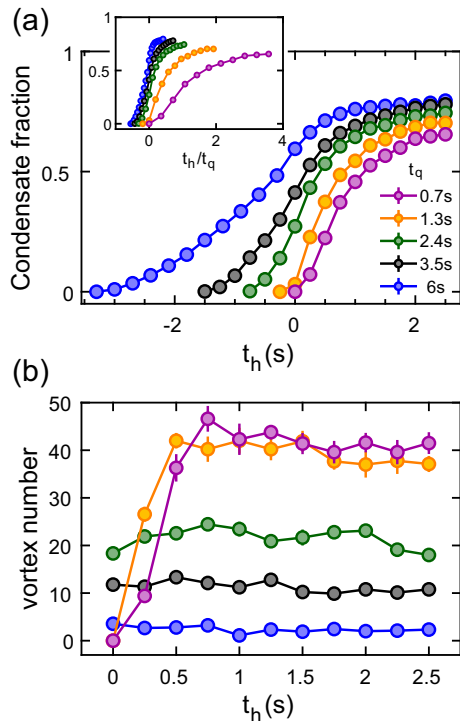 (a)
1
0.5
0
Condensate fraction
1
0.5
0
0
2
4
t_h/t_q
t_q
0.7s
1.3s
2.4s
3.5s
6s
-2
0
2
t_h(s)
(b)
50
40
30
20
10
0
vortex number
0
0.5
1
1.5
2
2.5
t_h(s)